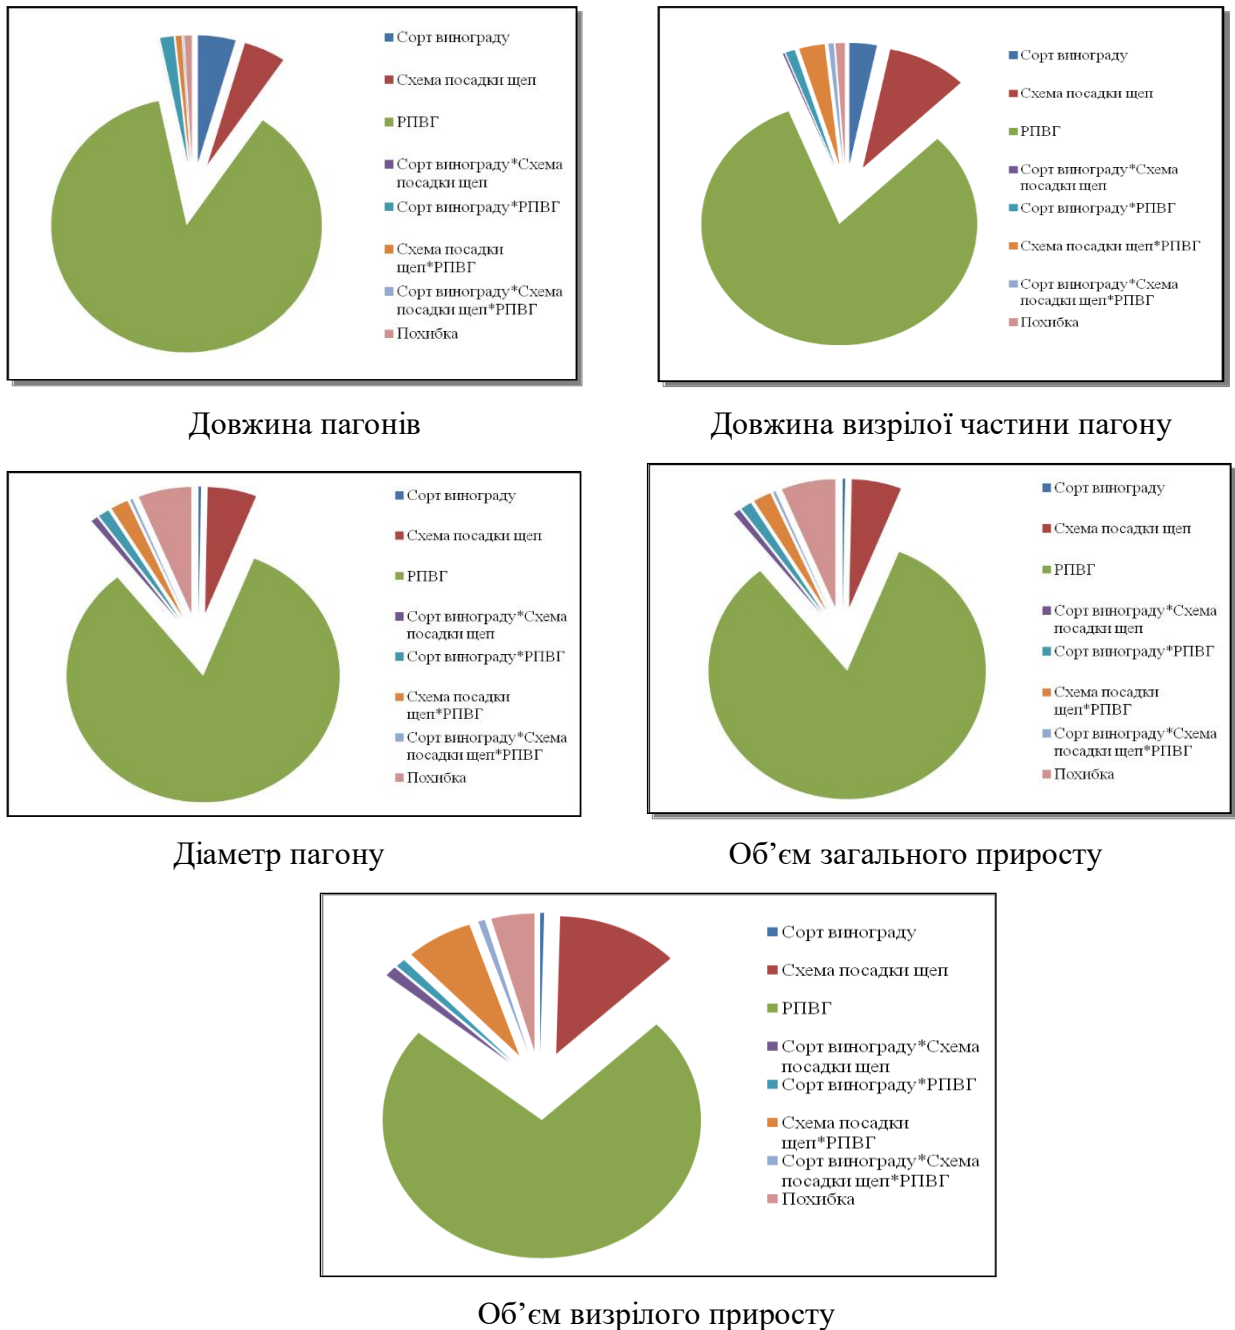 Сорт винограду
Схема посадки щеп
РПВГ
Сорт винограду*Схема
посадки щеп
Сорт винограду*РПВГ
Схема посадки
щеп*РПВГ
Сорт винограду*Схема
посадки щеп*РПВГ
Похибка
Довжина пагонів
Сорт винограду
Схема посадки щеп
РПВГ
Сорт винограду*Схема
посадки щеп
Сорт винограду*РПВГ
Схема посадки щеп*РПВГ
Сорт винограду*Схема
посадки щеп*РПВГ
Похибка
Довжина визрілої частини пагону
Сорт винограду
Схема посадки щеп
РПВГ
Сорт винограду*Схема
посадки щеп
Сорт винограду*РПВГ
Схема посадки
щеп*РПВГ
Сорт винограду*Схема
посадки щеп*РПВГ
Похибка
Діаметр пагону
Сорт винограду
Схема посадки щеп
РПВГ
Сорт винограду*Схема
посадки щеп
Сорт винограду*РПВГ
Схема посадки
щеп*РПВГ
Сорт винограду*Схема
посадки щеп*РПВГ
Похибка
Об’єм загального приросту
Сорт винограду
Схема посадки щеп
РПВГ
Сорт винограду*Схема
посадки щеп
Сорт винограду*РПВГ
Схема посадки
щеп*РПВГ
Сорт винограду*Схема
посадки щеп*РПВГ
Похибка
Об’єм визрілого приросту